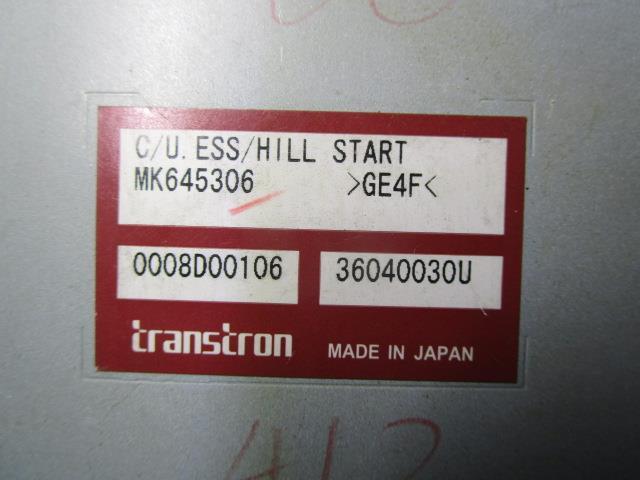 C/U. ESS/HILL START
MK645306 >GE4F<
0008D00106 36040030U
transtron MADE IN JAPAN